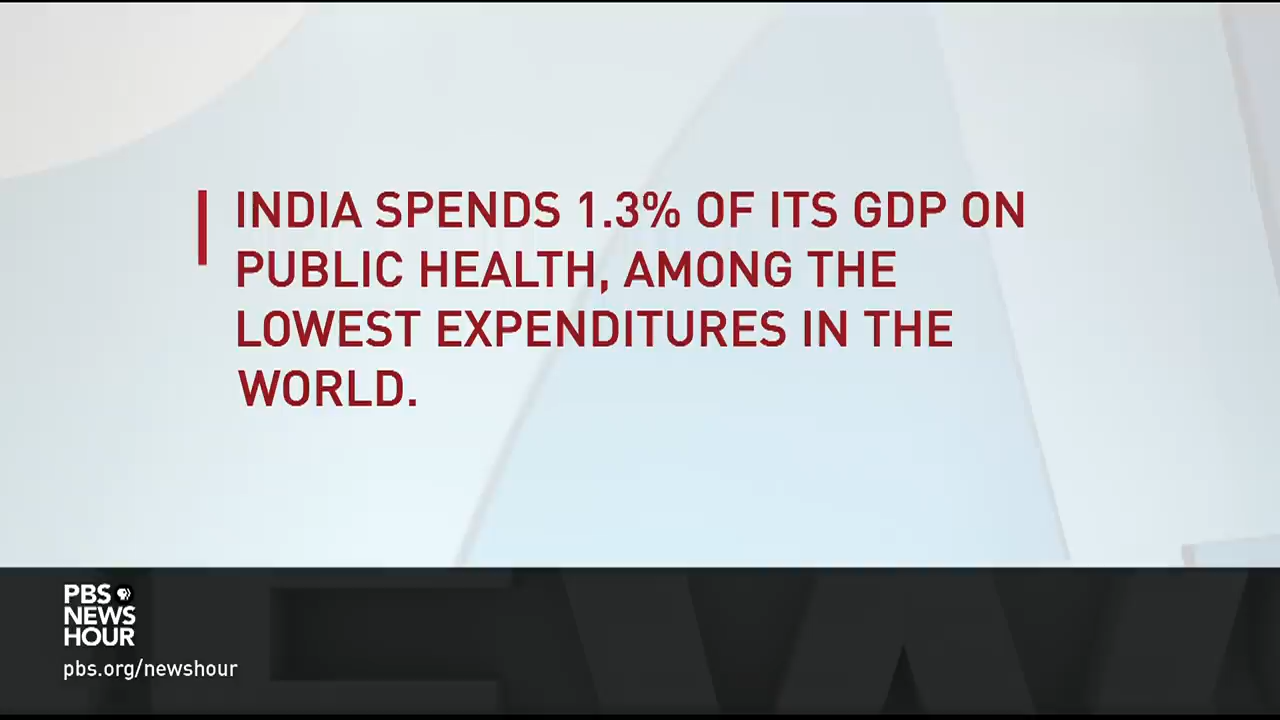 INDIA SPENDS 1.3% OF ITS GDP ON
PUBLIC HEALTH, AMONG THE
LOWEST EXPENDITURES IN THE
WORLD.
PBS
NEWS
HOUR
pbs.org/newshour